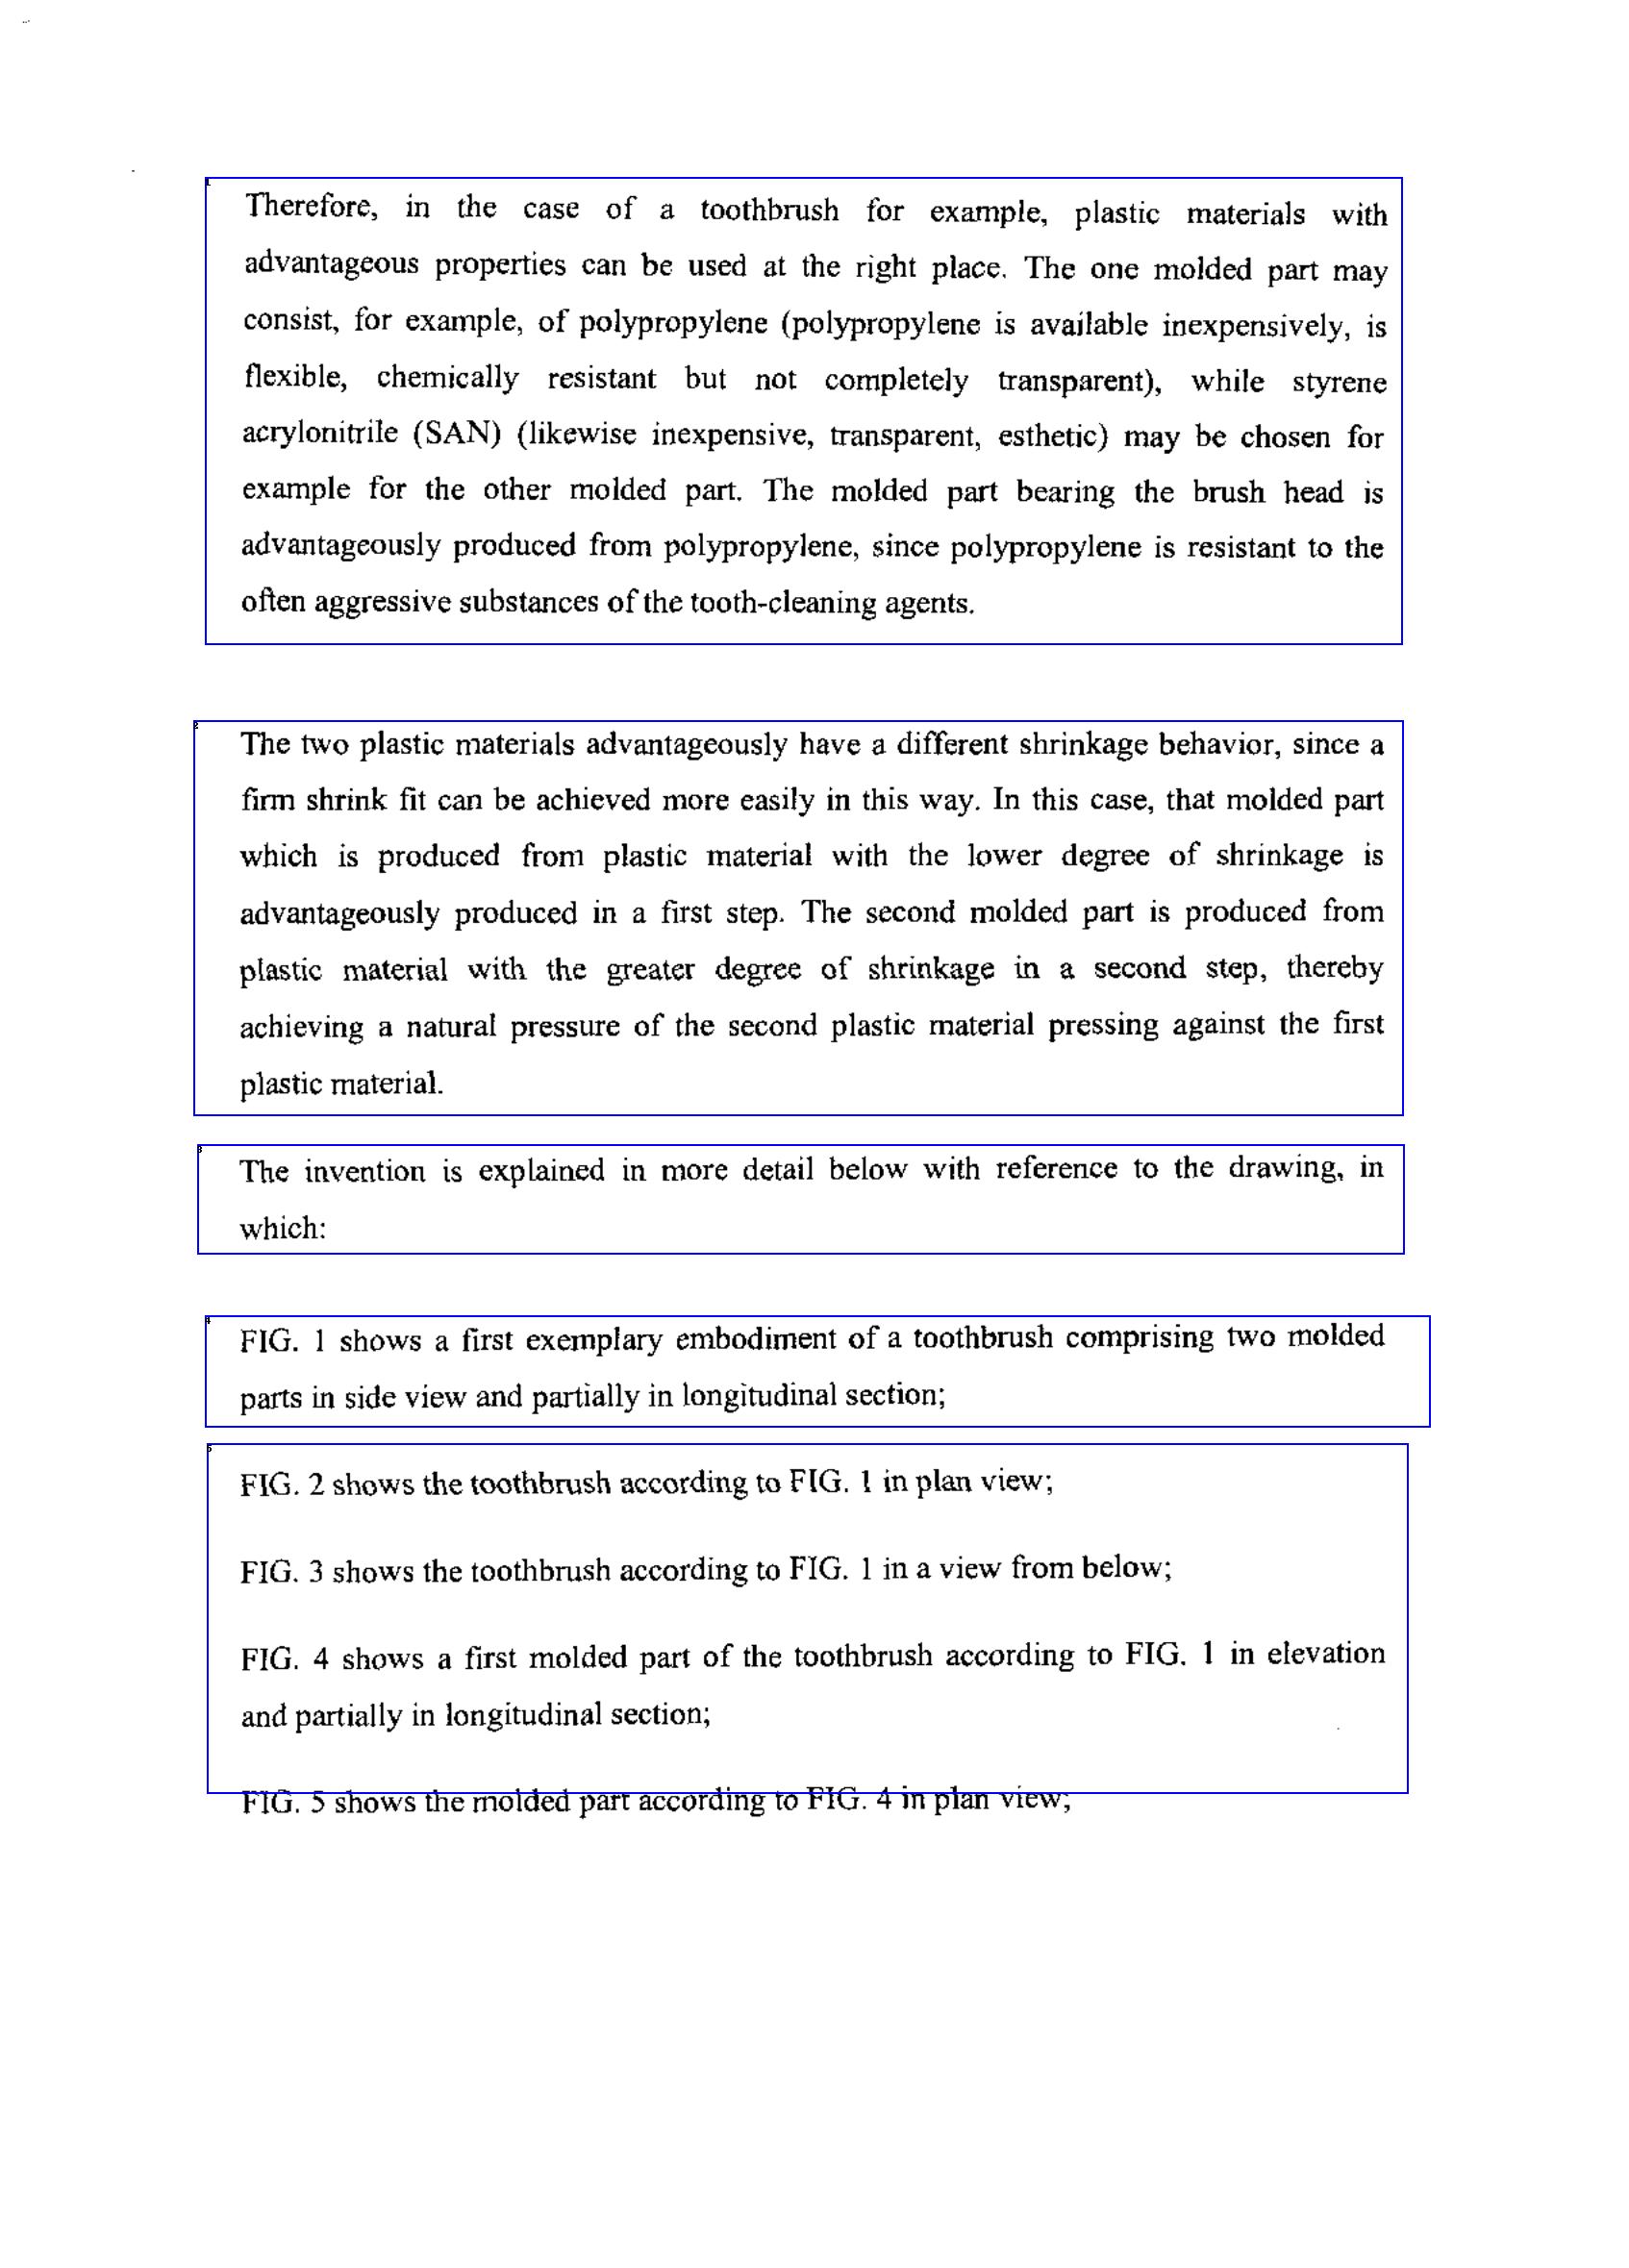 Therefore, in the case of a toothbrush for example, plastic materials with
advantageous properties can be used at the right place. The one molded part may
consist, for example, of polypropylene (polypropylene is available inexpensively, is
flexible, chemically resistant but not completely transparent), while styrene
acrylonitrile (SAN) (likewise inexpensive, transparent, esthetic) may be chosen for
example for the other molded part. The molded part bearing the brush head is
advantageously produced from polypropylene, since polypropylene is resistant to the
often aggressive substances of the tooth-cleaning agents.
The two plastic materials advantageously have a different shrinkage behavior, since a
firm shrink fit can be achieved more easily in this way. In this case, that molded part
which is produced from plastic material with the lower degree of shrinkage is
advantageously produced in a first step. The second molded part is produced from
plastic material with the greater degree of shrinkage in a second step, thereby
achieving a natural pressure of the second plastic material pressing against the first
plastic material.
The invention is explained in more detail below with reference to the drawing, in
which:
FIG. 1 shows a first exemplary embodiment of a toothbrush comprising two molded
parts in side view and partially in longitudinal section;
FIG. 2 shows the toothbrush according to FIG. 1 in plan view;
FIG. 3 shows the toothbrush according to FIG. 1 in a view from below;
FIG. 4 shows a first molded part of the toothbrush according to FIG. 1 in elevation
and partially in longitudinal section;
FIG. 5 shows the molded part according to FIG. 4 in plan view;